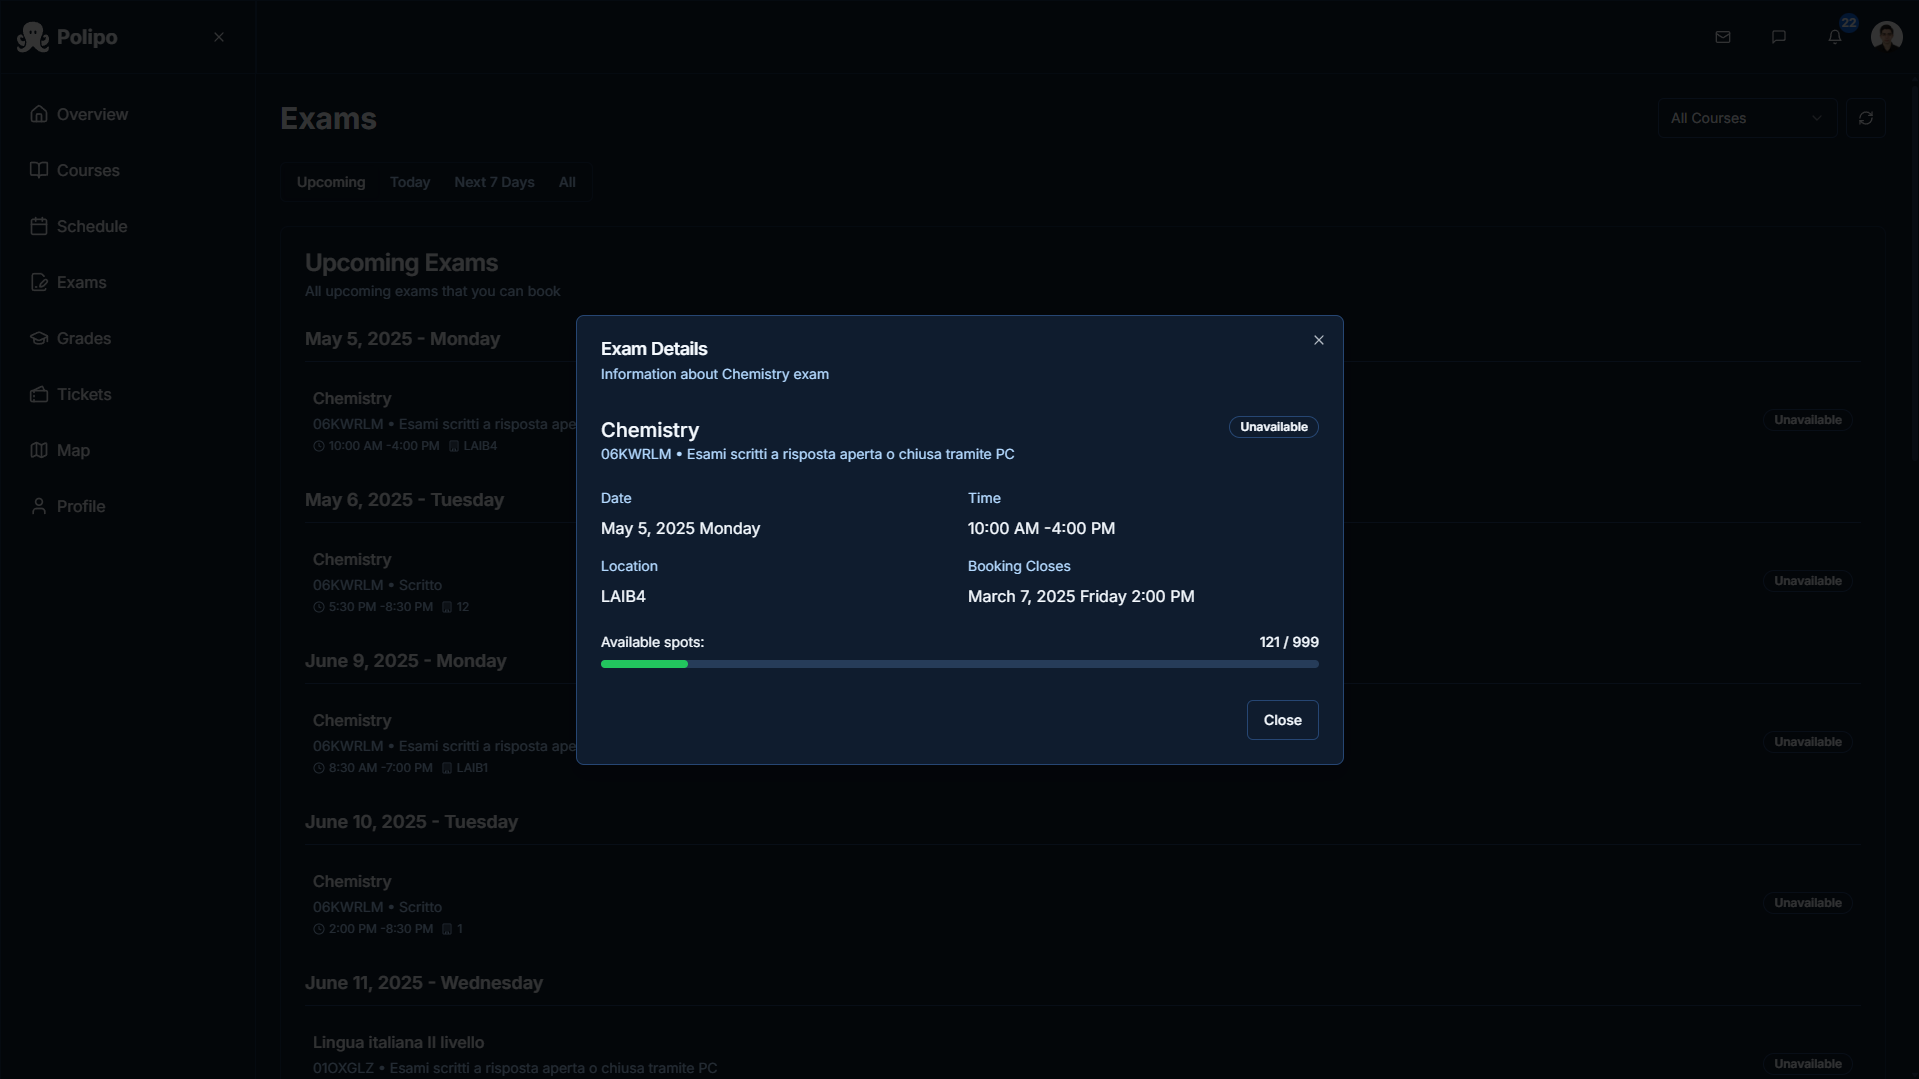 Polipo
22
Overview
Courses
Schedule
Exams
Grades
Tickets
Map
Profile
Exams
All Courses
Upcoming
Today
Next 7 Days
All
Upcoming Exams
All upcoming exams that you can book
May 5, 2025 - Monday
Chemistry
06KWRLM • Esami scritti a risposta ape
10:00 AM -4:00 PM LAIB4
Unavailable
May 6, 2025 - Tuesday
Chemistry
06KWRLM • Scritto
5:30 PM -8:30 PM 12
Unavailable
June 9, 2025 - Monday
Chemistry
06KWRLM • Esami scritti a risposta ape
8:30 AM -7:00 PM LAIB1
Unavailable
June 10, 2025 - Tuesday
Chemistry
06KWRLM • Scritto
2:00 PM -8:30 PM 1
Unavailable
June 11, 2025 - Wednesday
Lingua italiana II livello
01OXGLZ • Esami scritti a risposta aperta o chiusa tramite PC
Unavailable
Exam Details
Information about Chemistry exam
Chemistry
Unavailable
06KWRLM • Esami scritti a risposta aperta o chiusa tramite PC
Date
Time
May 5, 2025 Monday
10:00 AM -4:00 PM
Location
Booking Closes
LAIB4
March 7, 2025 Friday 2:00 PM
Available spots:
121 / 999
Close